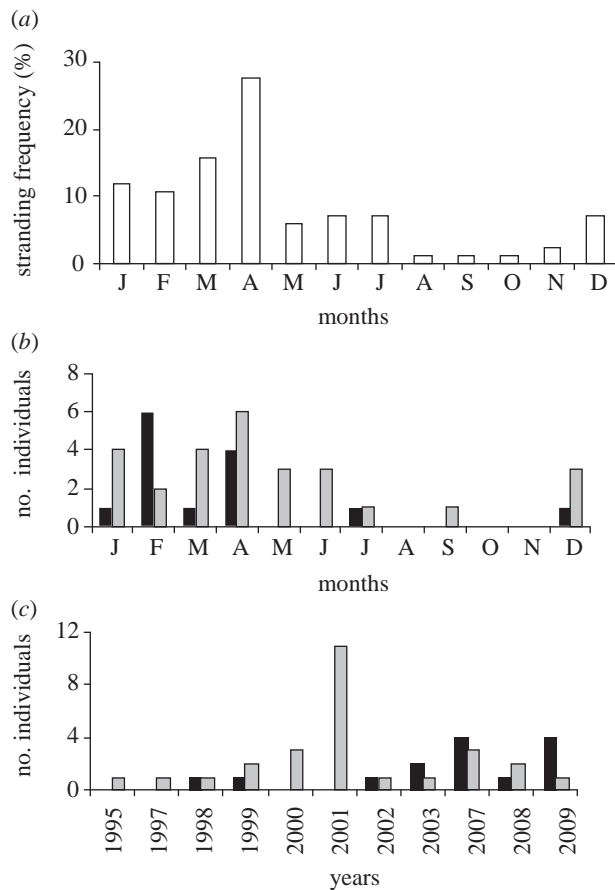 (a)
stranding frequency (%)
30
20
10
0
J F M A M J J A S O N D
months
(b)
no. individuals
8
6
4
2
0
J F M A M J J A S O N D
months
(c)
no. individuals
12
8
4
0
1995 1997 1998 1999 2000 2001 2002 2003 2007 2008 2009
years